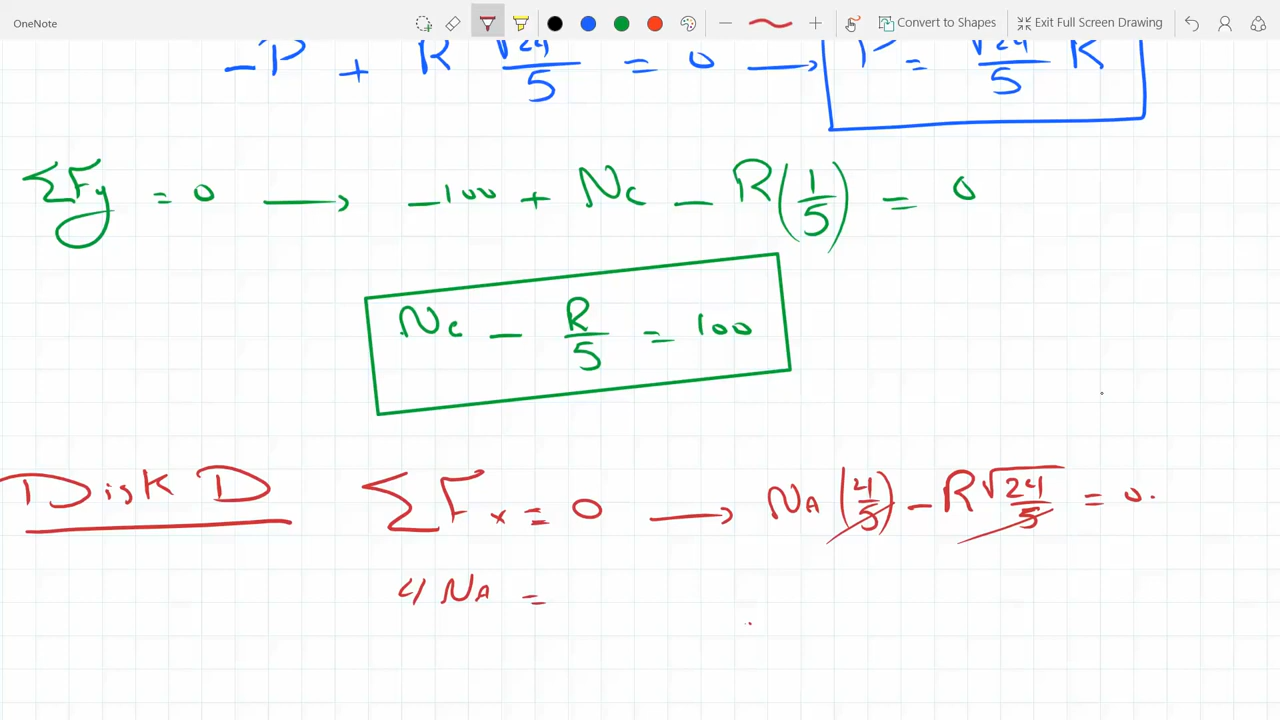 OneNote
Convert to Shapes
Exit Full Screen Drawing
-P + R √24/5 = 0 → P = √24/5 R
ΣFy = 0 → -100 + Nc - R(1/5) = 0
Nc - R/5 = 100
Disk D ΣFx = 0 → NA(4/5) - R√24/5 = 0.
4 NA =